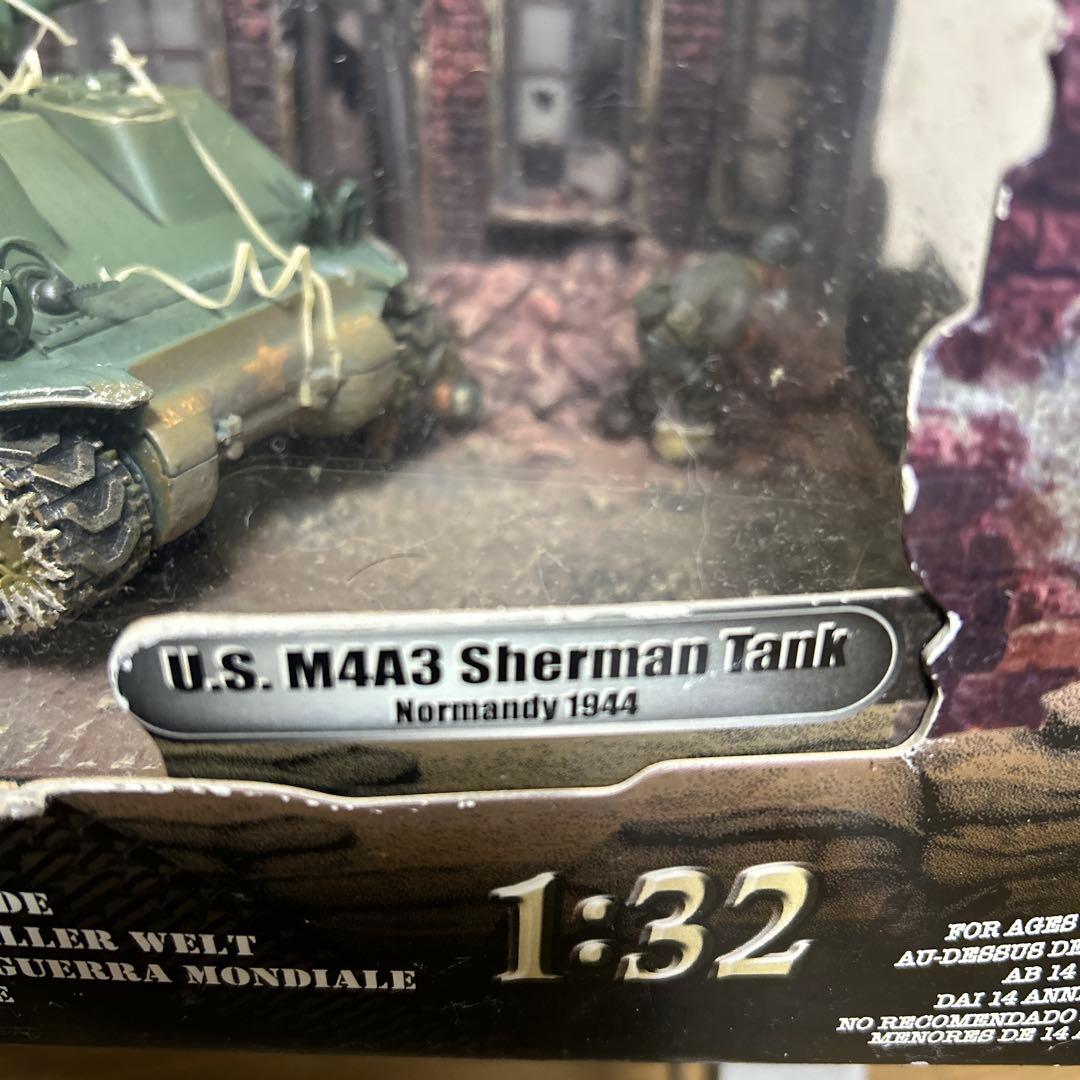 U.S. M4A3 Sherman Tank
Normandy 1944
DE
LLER WELT
GUERRA MONDIALE
E
1:32
FOR AGES
AU-DESSUS DE
AB 14
DAI 14 ANNI
NO RECOMENDADO
MENORES DE 14 A